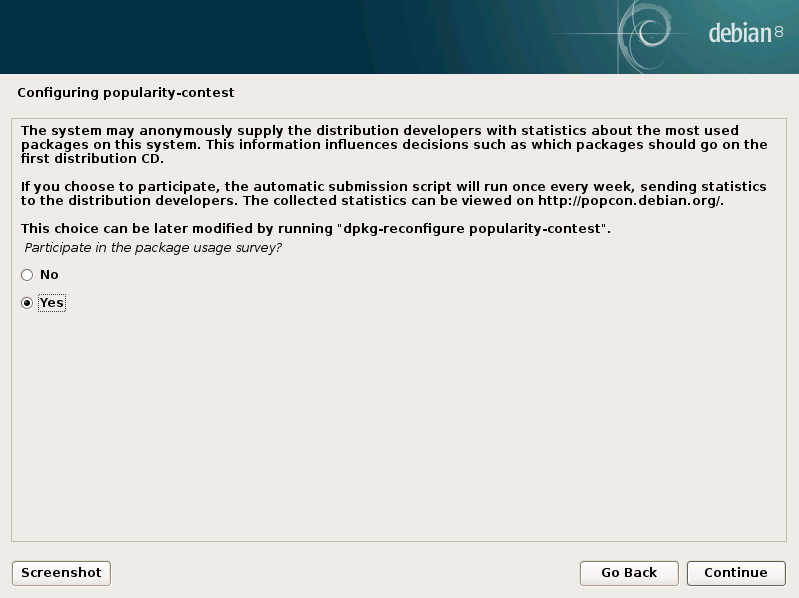 debian 8
Configuring popularity-contest
The system may anonymously supply the distribution developers with statistics about the most used
packages on this system. This information influences decisions such as which packages should go on the
first distribution CD.
If you choose to participate, the automatic submission script will run once every week, sending statistics
to the distribution developers. The collected statistics can be viewed on http://popcon.debian.org/.
This choice can be later modified by running "dpkg-reconfigure popularity-contest".
Participate in the package usage survey?
No
Yes
Screenshot
Go Back
Continue